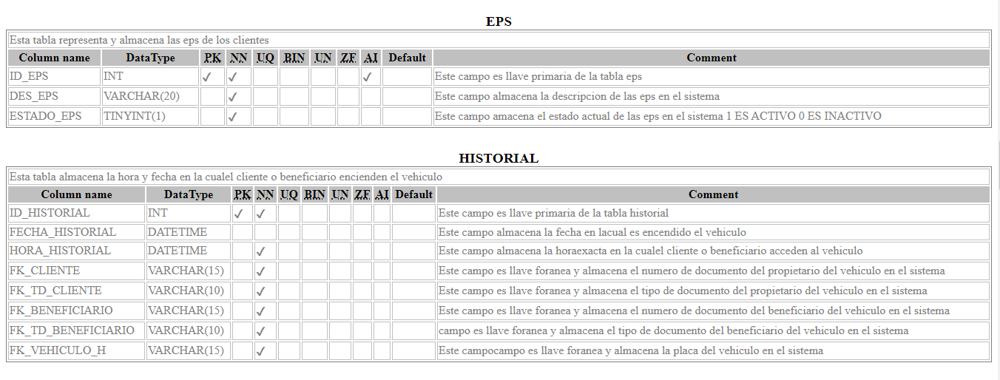 EPS
Esta tabla representa y almacena las eps de los clientes
Column name DataType PK NN UQ BIN UN ZF AI Default Comment
ID_EPS INT ✓ ✓ ✓ Este campo es llave primaria de la tabla eps
DES_EPS VARCHAR(20) ✓ Este campo almacena la descripcion de las eps en el sistema
ESTADO_EPS TINYINT(1) ✓ Este campo amacena el estado actual de las eps en el sistema 1 ES ACTIVO 0 ES INACTIVO
HISTORIAL
Esta tabla almacena la hora y fecha en la cualel cliente o beneficiario encienden el vehiculo
Column name DataType PK NN UQ BIN UN ZF AI Default Comment
ID_HISTORIAL INT ✓ ✓ Este campo es llave primaria de la tabla historial
FECHA_HISTORIAL DATETIME Este campo almacena la fecha en lacual es encendido el vehiculo
HORA_HISTORIAL DATETIME ✓ Este campo almacena la horaexacta en la cualel cliente o beneficiario acceden al vehiculo
FK_CLIENTE VARCHAR(15) ✓ Este campo es llave foranea y almacena el numero de documento del propietario del vehiculo en el sistema
FK_TD_CLIENTE VARCHAR(10) ✓ Este campo es llave foranea y almacena el tipo de documento del propietario del vehiculo en el sistema
FK_BENEFICIARIO VARCHAR(15) ✓ Este campo es llave foranea y almacena el numero de documento del beneficiario del vehiculo en el sistema
FK_TD_BENEFICIARIO VARCHAR(10) ✓ campo es llave foranea y almacena el tipo de documento del beneficiario del vehiculo en el sistema
FK_VEHICULO_H VARCHAR(15) ✓ Este campocampo es llave foranea y almacena la placa del vehiculo en el sistema